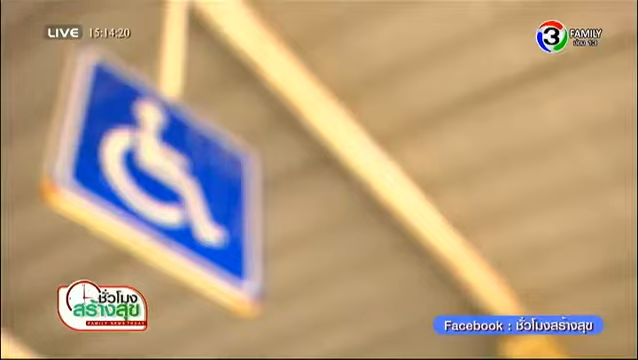 LIVE 15:14:20
3 FAMILY
ช่อง 13
ชั่วโมง
สร้างสุข
FAMILY NEWS TODAY
Facebook : ชั่วโมงสร้างสุข